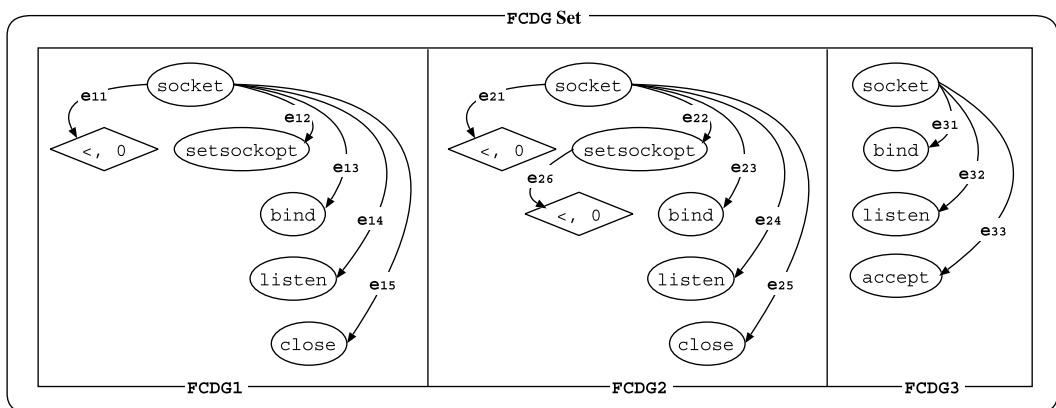 FCDG Set
socket
e11
e12
<, 0
setsockopt
e13
bind
e14
listen
e15
close
FCDG1
socket
e21
e22
<, 0
setsockopt
e26
e23
<, 0
bind
e24
listen
e25
close
FCDG2
socket
e31
bind
e32
listen
e33
accept
FCDG3